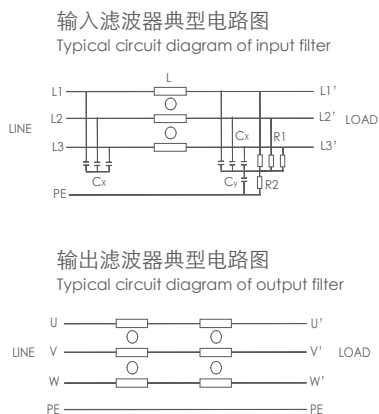 输入滤波器典型电路图
Typical circuit diagram of input filter
L
L1 L1'
LINE L2 Cx R1 L2' LOAD
L3 L3'
Cx Cy R2
PE
输出滤波器典型电路图
Typical circuit diagram of output filter
U U'
LINE V V' LOAD
W W'
PE PE